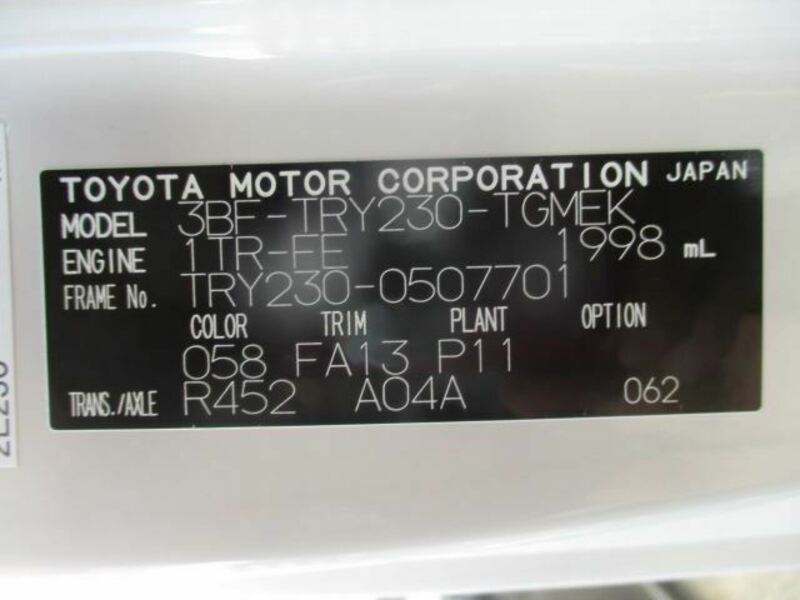 TOYOTA MOTOR CORPORATION JAPAN
MODEL 3BF-TRY230-TGMEK
ENGINE 1TR-FE 1998 mL
FRAME No. TRY230-0507701
COLOR TRIM PLANT OPTION
058 FA13 P11
TRANS./AXLE R452 A04A 062